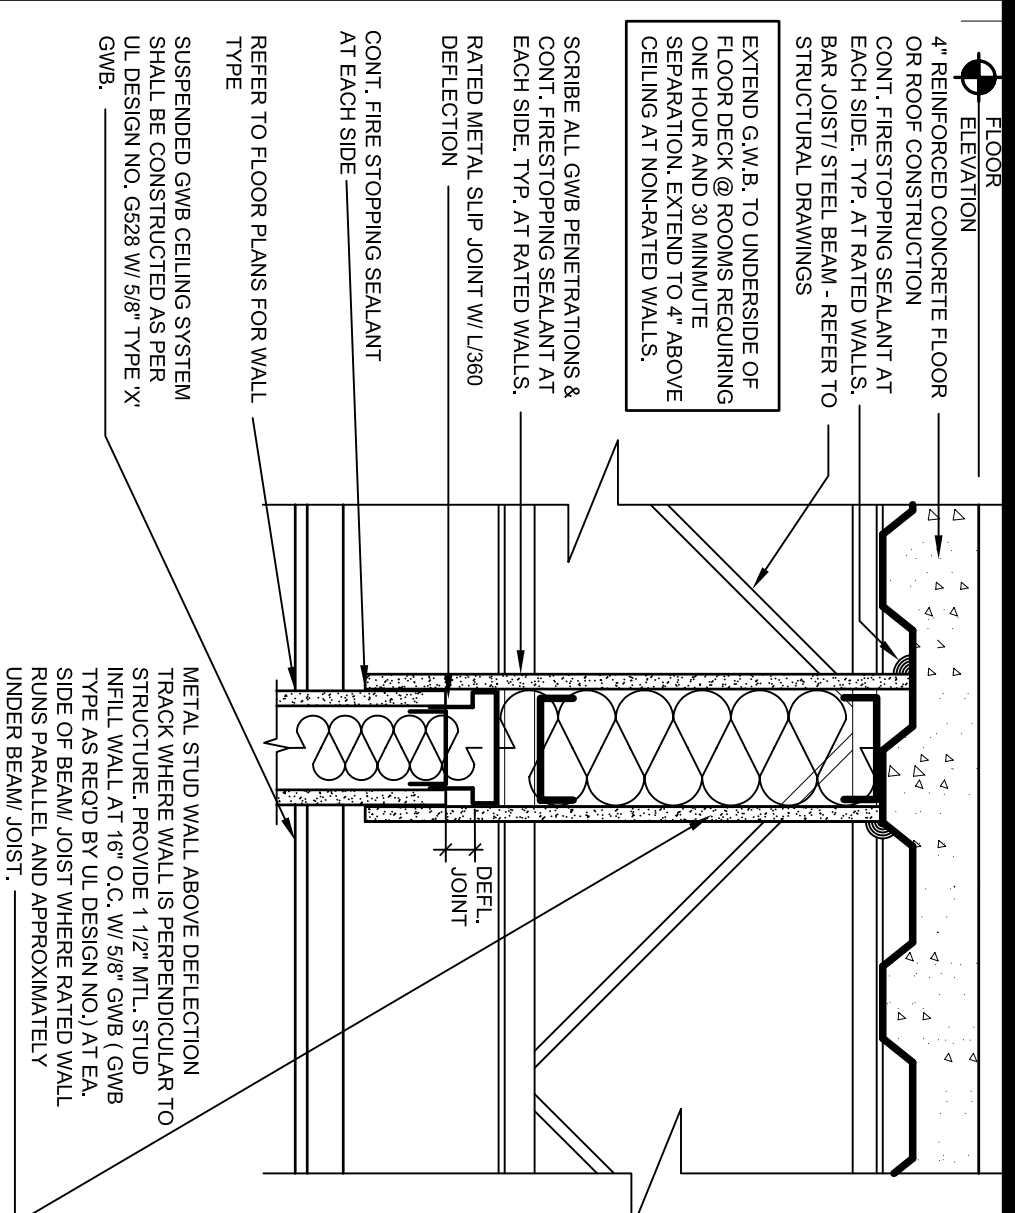 FLOOR
ELEVATION
4" REINFORCED CONCRETE FLOOR
OR ROOF CONSTRUCTION
CONT. FIRESTOPPING SEALANT AT
EACH SIDE. TYP. AT RATED WALLS.
BAR JOIST/ STEEL BEAM - REFER TO
STRUCTURAL DRAWINGS
EXTEND G.W.B. TO UNDERSIDE OF
FLOOR DECK @ ROOMS REQUIRING
ONE HOUR AND 30 MINMUTE
SEPARATION. EXTEND TO 4" ABOVE
CEILING AT NON-RATED WALLS.
SCRIBE ALL GWB PENETRATIONS &
CONT. FIRESTOPPING SEALANT AT
EACH SIDE. TYP. AT RATED WALLS.
RATED METAL SLIP JOINT W/ L/360
DEFLECTION
CONT. FIRE STOPPING SEALANT
AT EACH SIDE
REFER TO FLOOR PLANS FOR WALL
TYPE
SUSPENDED GWB CEILING SYSTEM
SHALL BE CONSTRUCTED AS PER
UL DESIGN NO. G528 W/ 5/8" TYPE 'X'
GWB.
DEFL.
JOINT
METAL STUD WALL ABOVE DEFLECTION
TRACK WHERE WALL IS PERPENDICULAR TO
STRUCTURE. PROVIDE 1 1/2" MTL. STUD
INFILL WALL AT 16" O.C. W/ 5/8" GWB ( GWB
TYPE AS REQ'D BY UL DESIGN NO.) AT EA.
SIDE OF BEAM/ JOIST WHERE RATED WALL
RUNS PARALLEL AND APPROXIMATELY
UNDER BEAM/ JOIST.